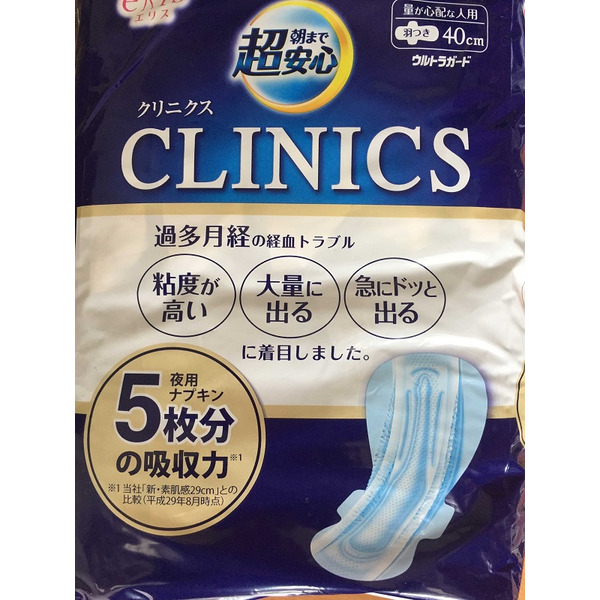 エリス
朝まで
超安心
量が心配な人用
羽つき 40cm
ウルトラガード
クリニクス
CLINICS
過多月経の経血トラブル
粘度が
高い
大量に
出る
急にドッと
出る
に着目しました。
夜用
ナプキン
5枚分
の吸収力※1
※1 当社「新・素肌感29cm」との
比較(平成29年8月時点)